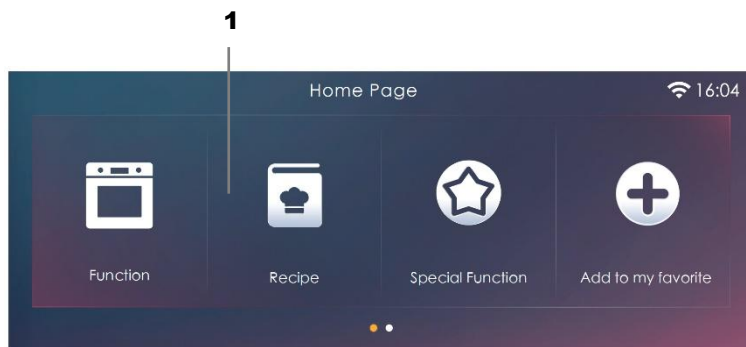 1
Home Page
16:04
Function
Recipe
Special Function
Add to my favorite